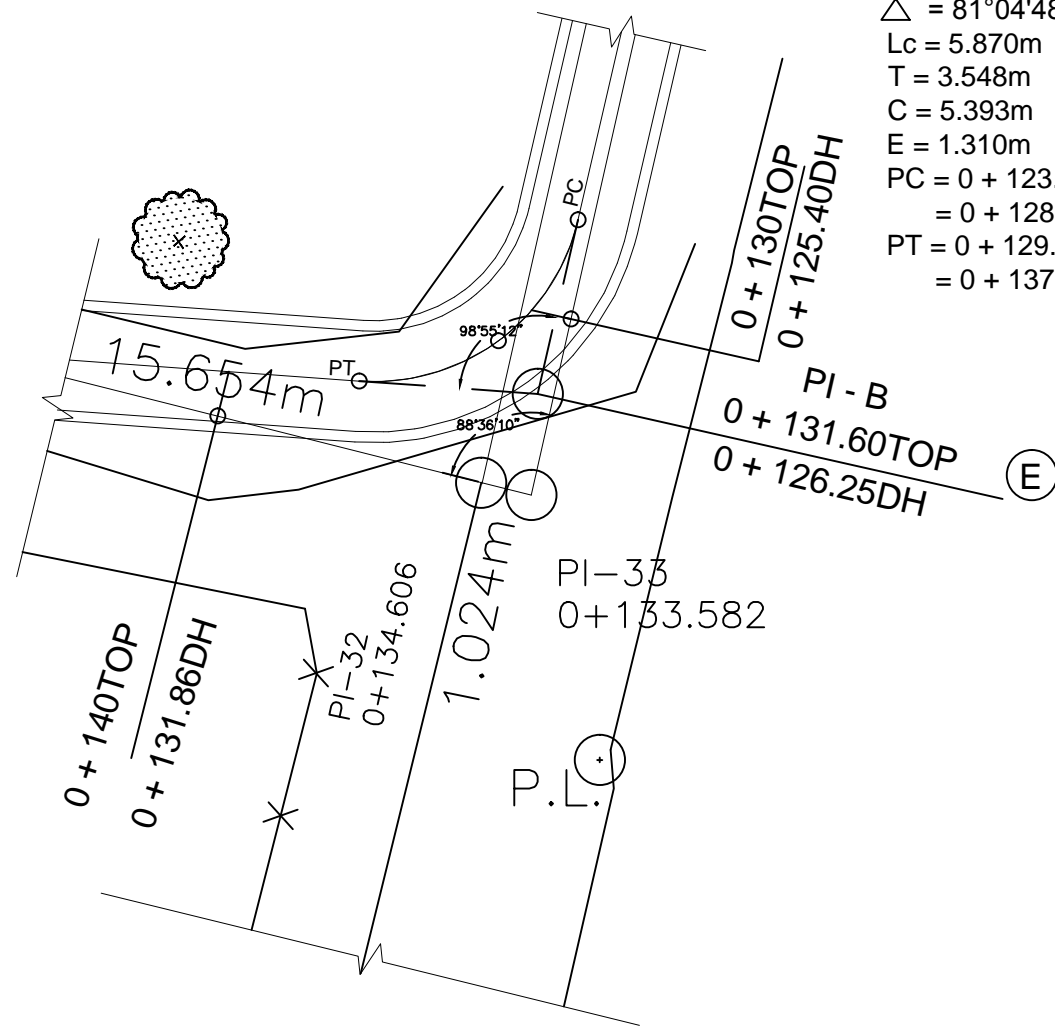 △ = 81°04'48
Lc = 5.870m
T = 3.548m
C = 5.393m
E = 1.310m
PC = 0 + 123.
= 0 + 128
PT = 0 + 129.
= 0 + 137
PC
0 + 130TOP
0 + 125.40DH
98°55'12"
PT
15.654m
88°36'10"
PI - B
0 + 131.60TOP
0 + 126.25DH
E
PI-33
0+133.582
1.024m
PI-32
0+134.606
0 + 140TOP
0 + 131.86DH
P.L.